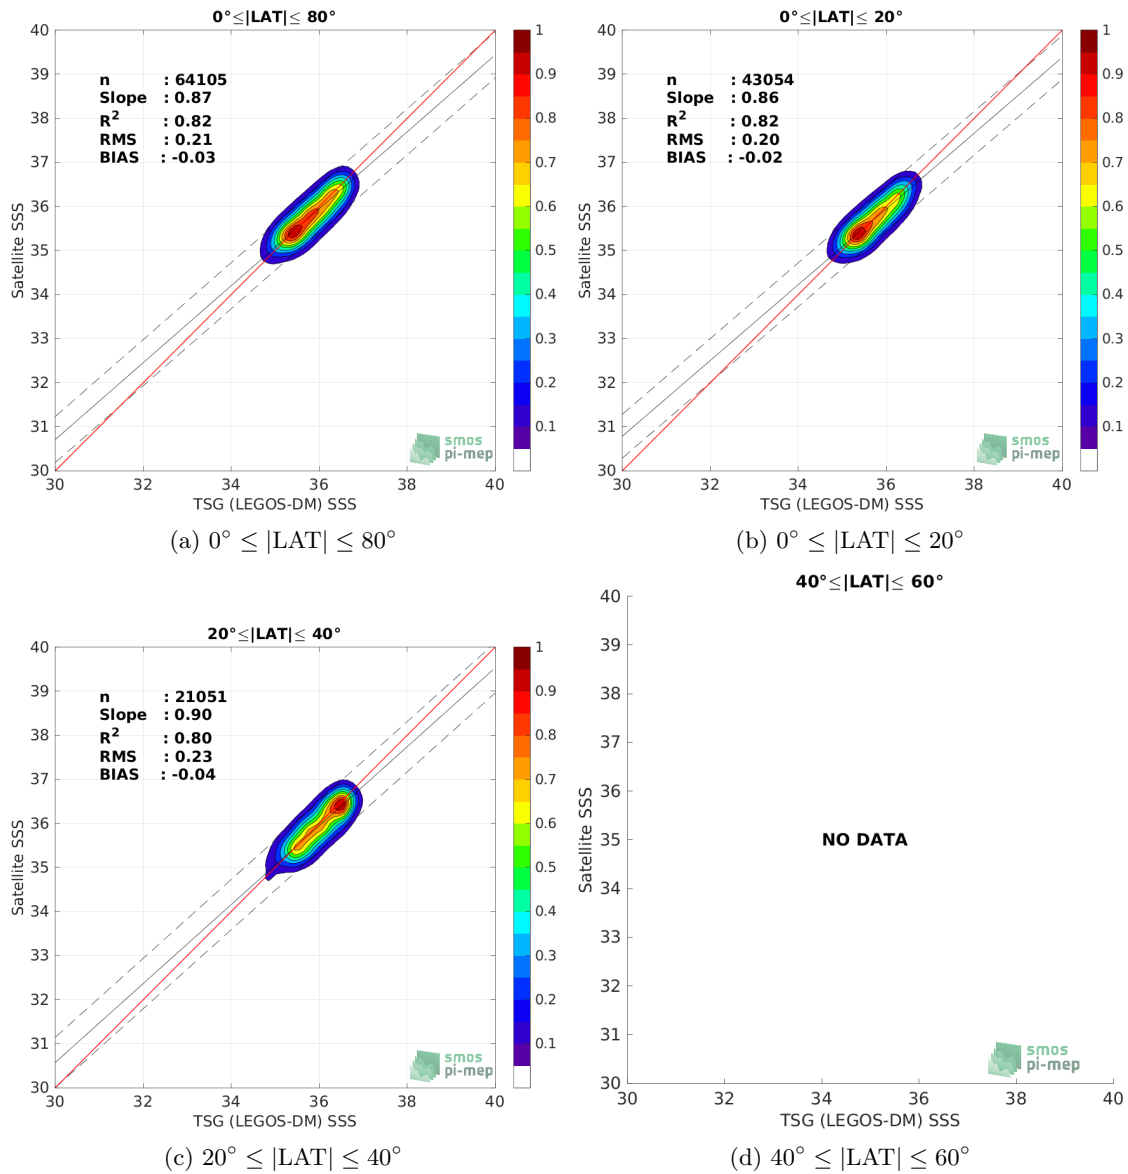 0°≤|LAT|≤ 80°
40
39
38
37
36
35
34
33
32
31
30
Satellite SSS
n : 64105
Slope : 0.87
R² : 0.82
RMS : 0.21
BIAS : -0.03
smos
pi-mep
30 32 34 36 38 40
TSG (LEGOS-DM) SSS
1
0.9
0.8
0.7
0.6
0.5
0.4
0.3
0.2
0.1
(a) 0° ≤ |LAT| ≤ 80°
0°≤|LAT|≤ 20°
40
39
38
37
36
35
34
33
32
31
30
Satellite SSS
n : 43054
Slope : 0.86
R² : 0.82
RMS : 0.20
BIAS : -0.02
smos
pi-mep
30 32 34 36 38 40
TSG (LEGOS-DM) SSS
1
0.9
0.8
0.7
0.6
0.5
0.4
0.3
0.2
0.1
(b) 0° ≤ |LAT| ≤ 20°
20°≤|LAT|≤ 40°
40
39
38
37
36
35
34
33
32
31
30
Satellite SSS
n : 21051
Slope : 0.90
R² : 0.80
RMS : 0.23
BIAS : -0.04
smos
pi-mep
30 32 34 36 38 40
TSG (LEGOS-DM) SSS
1
0.9
0.8
0.7
0.6
0.5
0.4
0.3
0.2
0.1
(c) 20° ≤ |LAT| ≤ 40°
40°≤|LAT|≤ 60°
40
39
38
37
36
35
34
33
32
31
30
Satellite SSS
NO DATA
smos
pi-mep
30 32 34 36 38 40
TSG (LEGOS-DM) SSS
(d) 40° ≤ |LAT| ≤ 60°